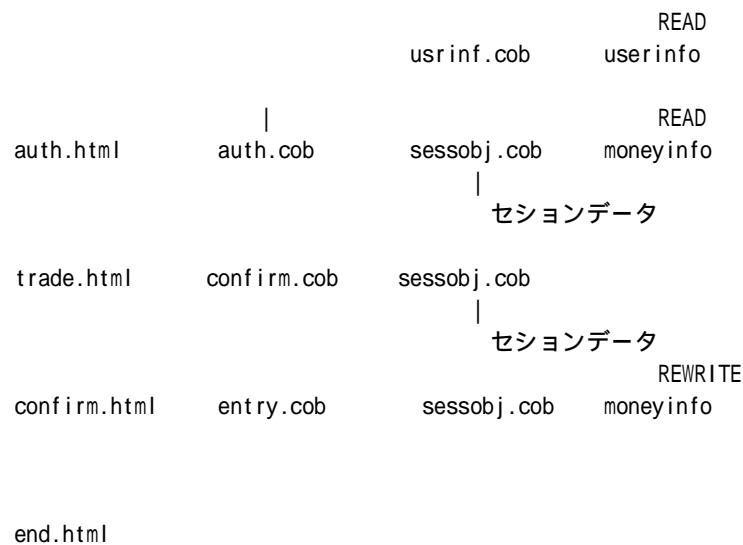 READ
usrinf.cob userinfo
|
READ
auth.html auth.cob sessobj.cob moneyinfo
|
セションデータ
trade.html confirm.cob sessobj.cob
|
セションデータ
REWRITE
confirm.html entry.cob sessobj.cob moneyinfo
end.html